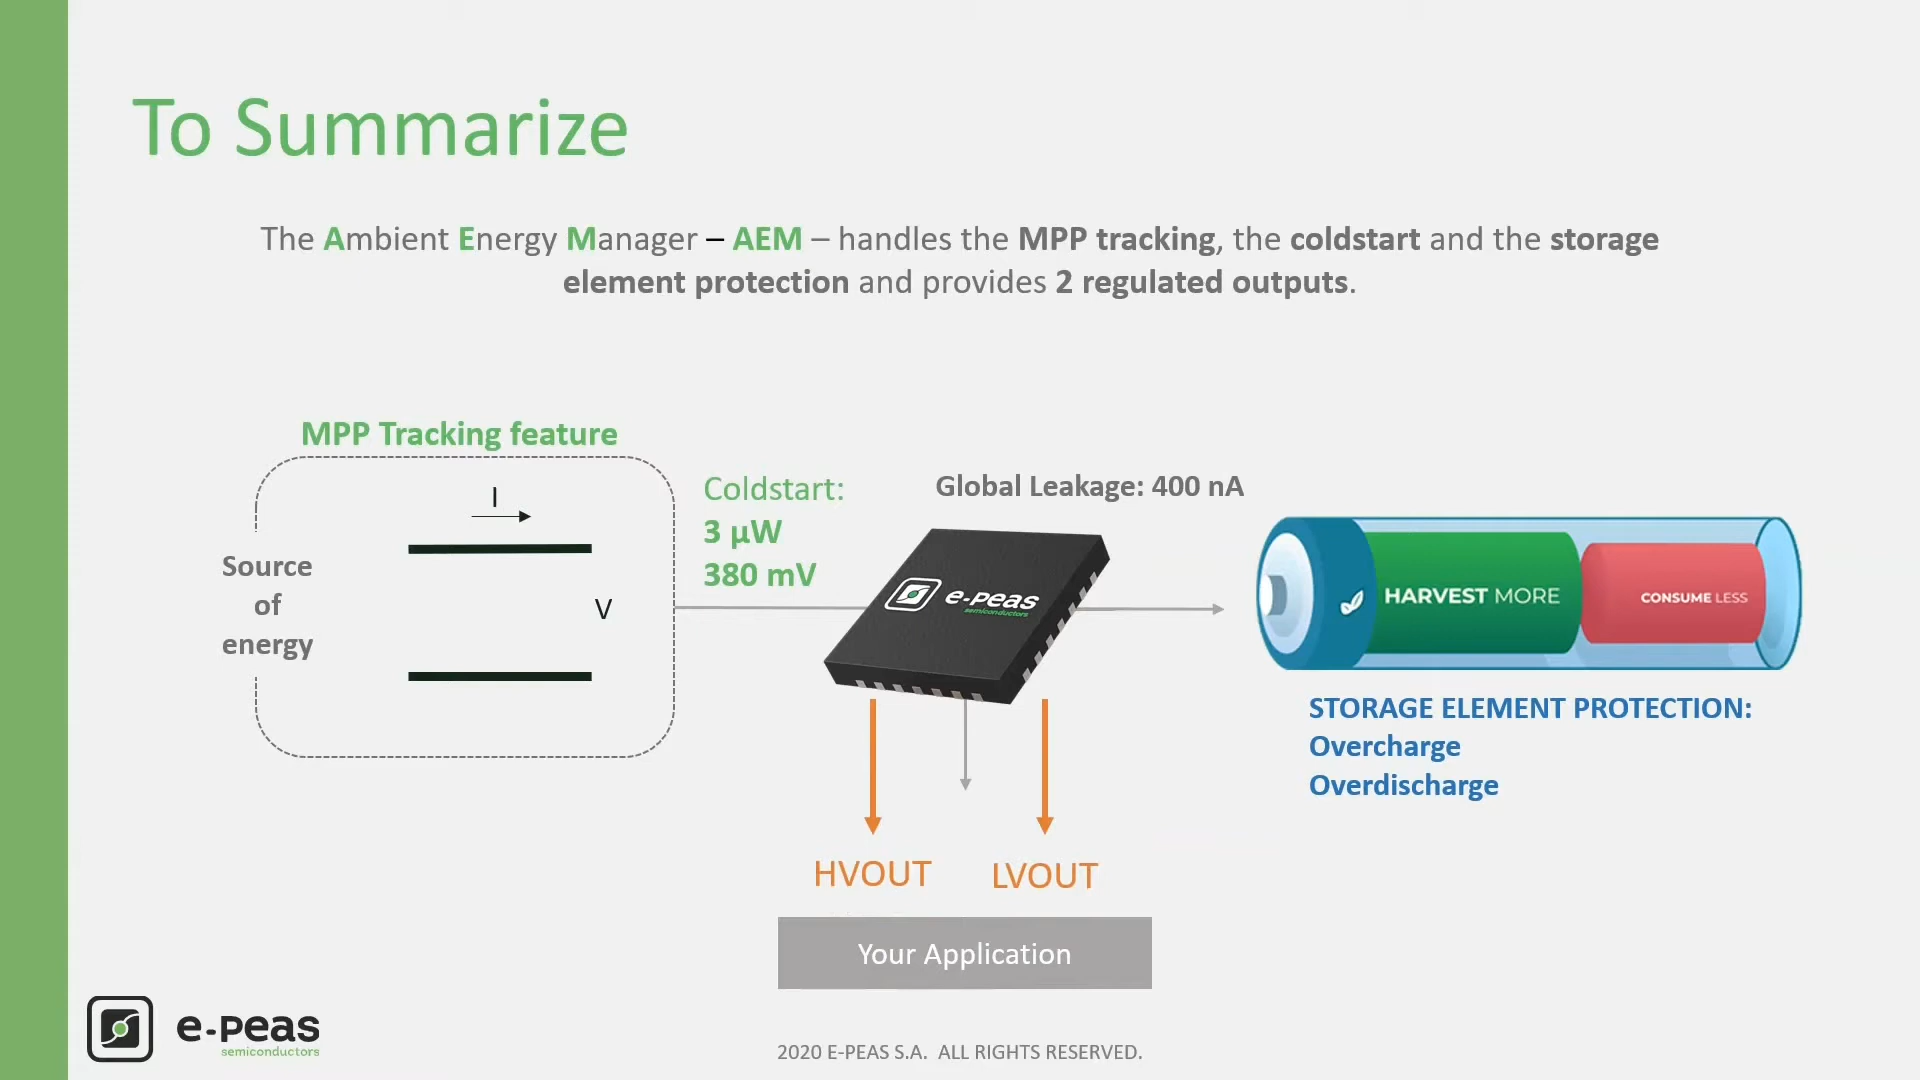 To Summarize
The Ambient Energy Manager – AEM – handles the MPP tracking, the coldstart and the storage
element protection and provides 2 regulated outputs.
MPP Tracking feature
I
Source
of
energy
V
Coldstart:
3 µW
380 mV
Global Leakage: 400 nA
e-peas
semiconductors
HARVEST MORE
CONSUME LESS
STORAGE ELEMENT PROTECTION:
Overcharge
Overdischarge
HVOUT
LVOUT
Your Application
e-peas
semiconductors
2020 E-PEAS S.A. ALL RIGHTS RESERVED.